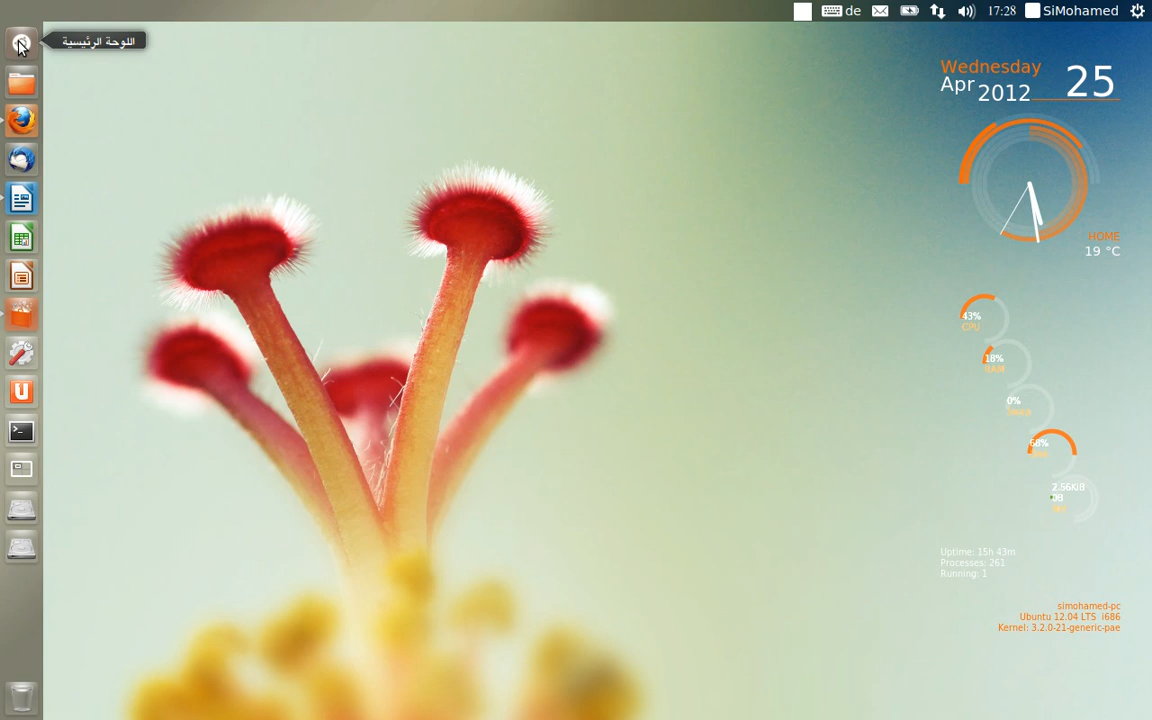 de
17:28
SiMohamed
اللوحة الرئيسية
Wednesday
25
Apr
2012
HOME
19 °C
43%
CPU
18%
RAM
0%
68%
2.56KiB
0B
Uptime: 15h 43m
Processes: 261
Running: 1
simohamed-pc
Ubuntu 12.04 LTS i686
Kernel: 3.2.0-21-generic-pae